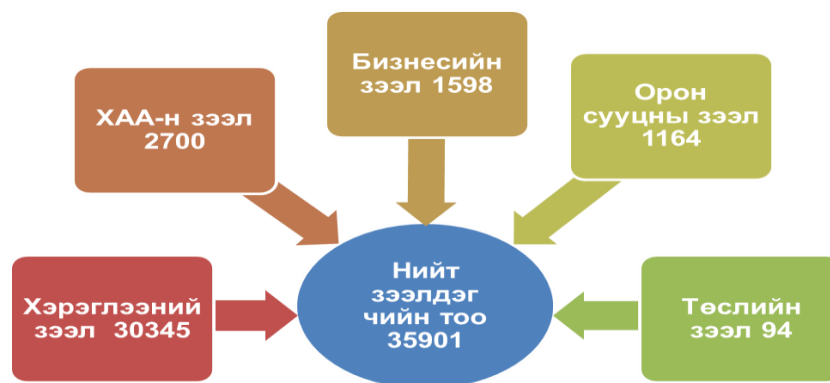 Бизнесийн
зээл 1598
ХАА-н зээл
2700
Орон
сууцны зээл
1164
Хэрэглээний
зээл 30345
Нийт
зээлдэг
чийн тоо
35901
Төслийн
зээл 94